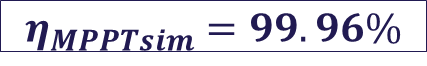 η_MPPTsim = 99.96%